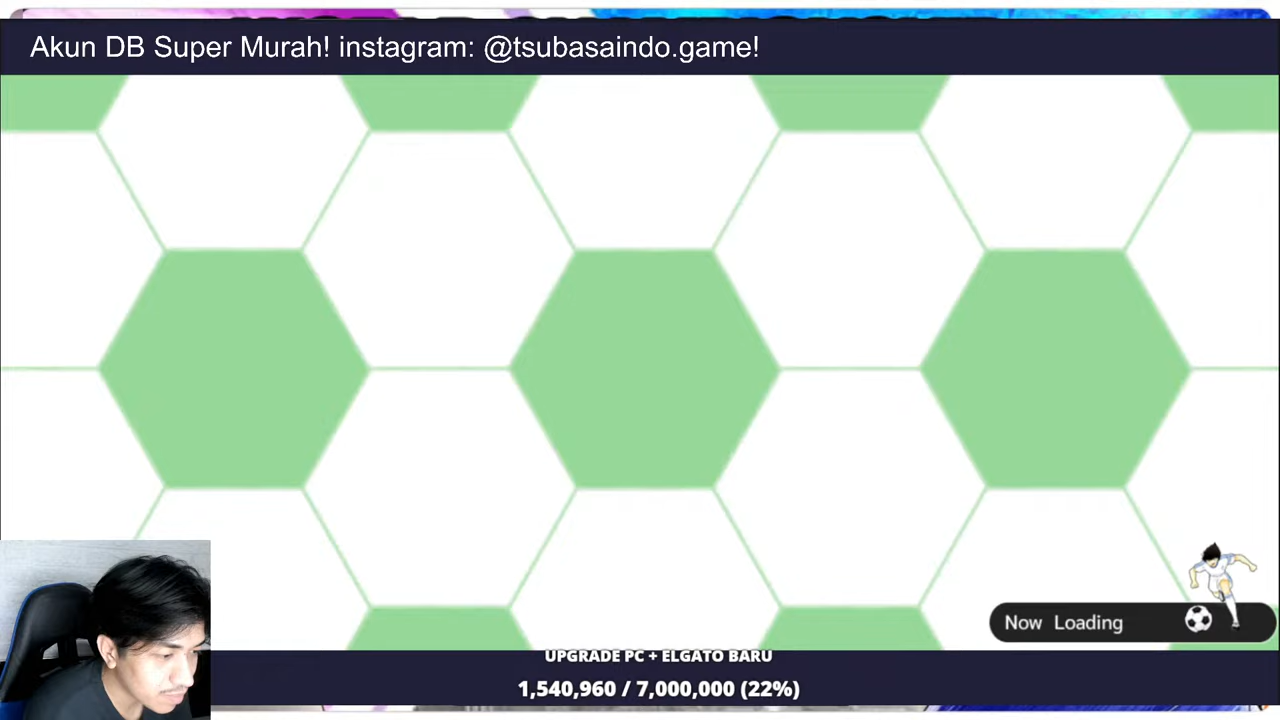 Akun DB Super Murah! instagram: @tsubasaindo.game!
Now Loading
UPGRADE PC + ELGATO BARU
1,540,960 / 7,000,000 (22%)